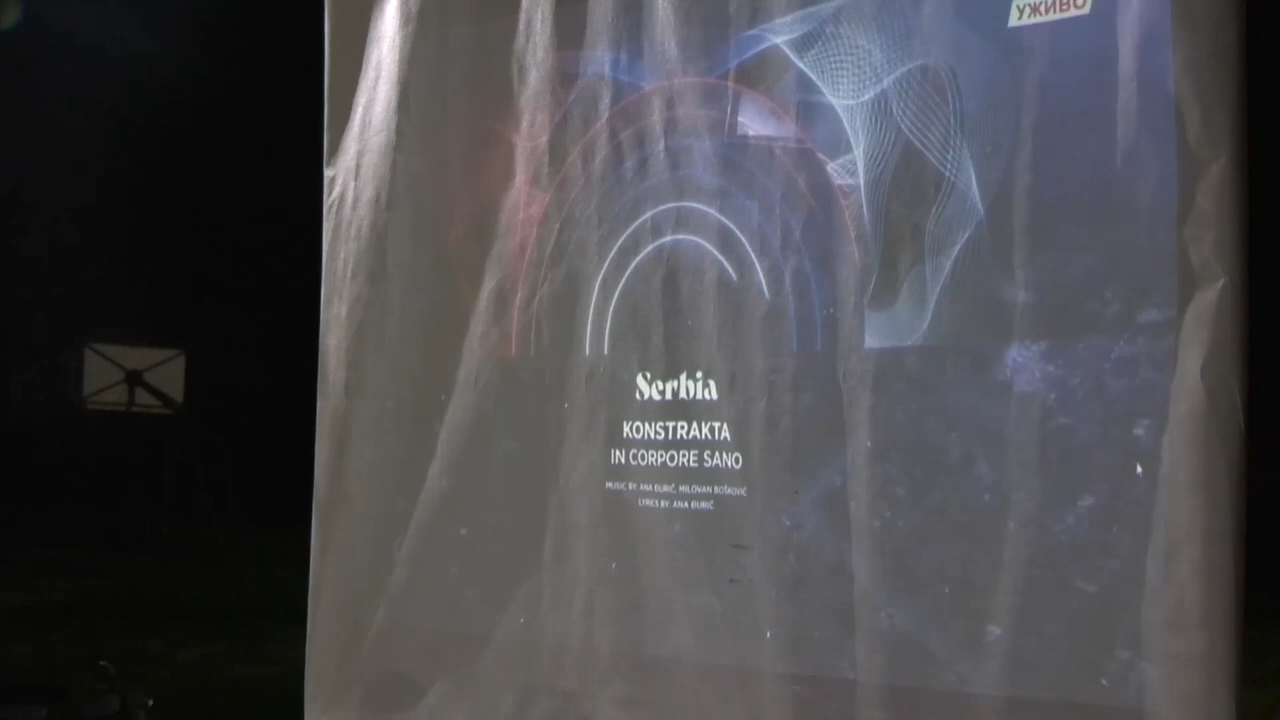 УЖИВО
Serbia
KONSTRAKTA
IN CORPORE SANO
MUSIC BY: ANA ĐURIĆ, MILOVAN BOŠKOVIĆ
LYRICS BY: ANA ĐURIĆ